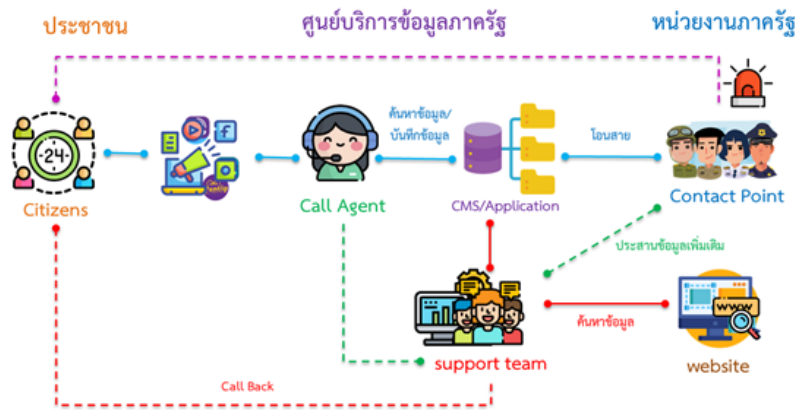 ประชาชน
ศูนย์บริการข้อมูลภาครัฐ
หน่วยงานภาครัฐ
24
Citizens
Call Agent
ค้นหาข้อมูล/
บันทึกข้อมูล
CMS/Application
โอนสาย
Contact Point
ประสานข้อมูลเพิ่มเติม
support team
ค้นหาข้อมูล
WWW
website
Call Back